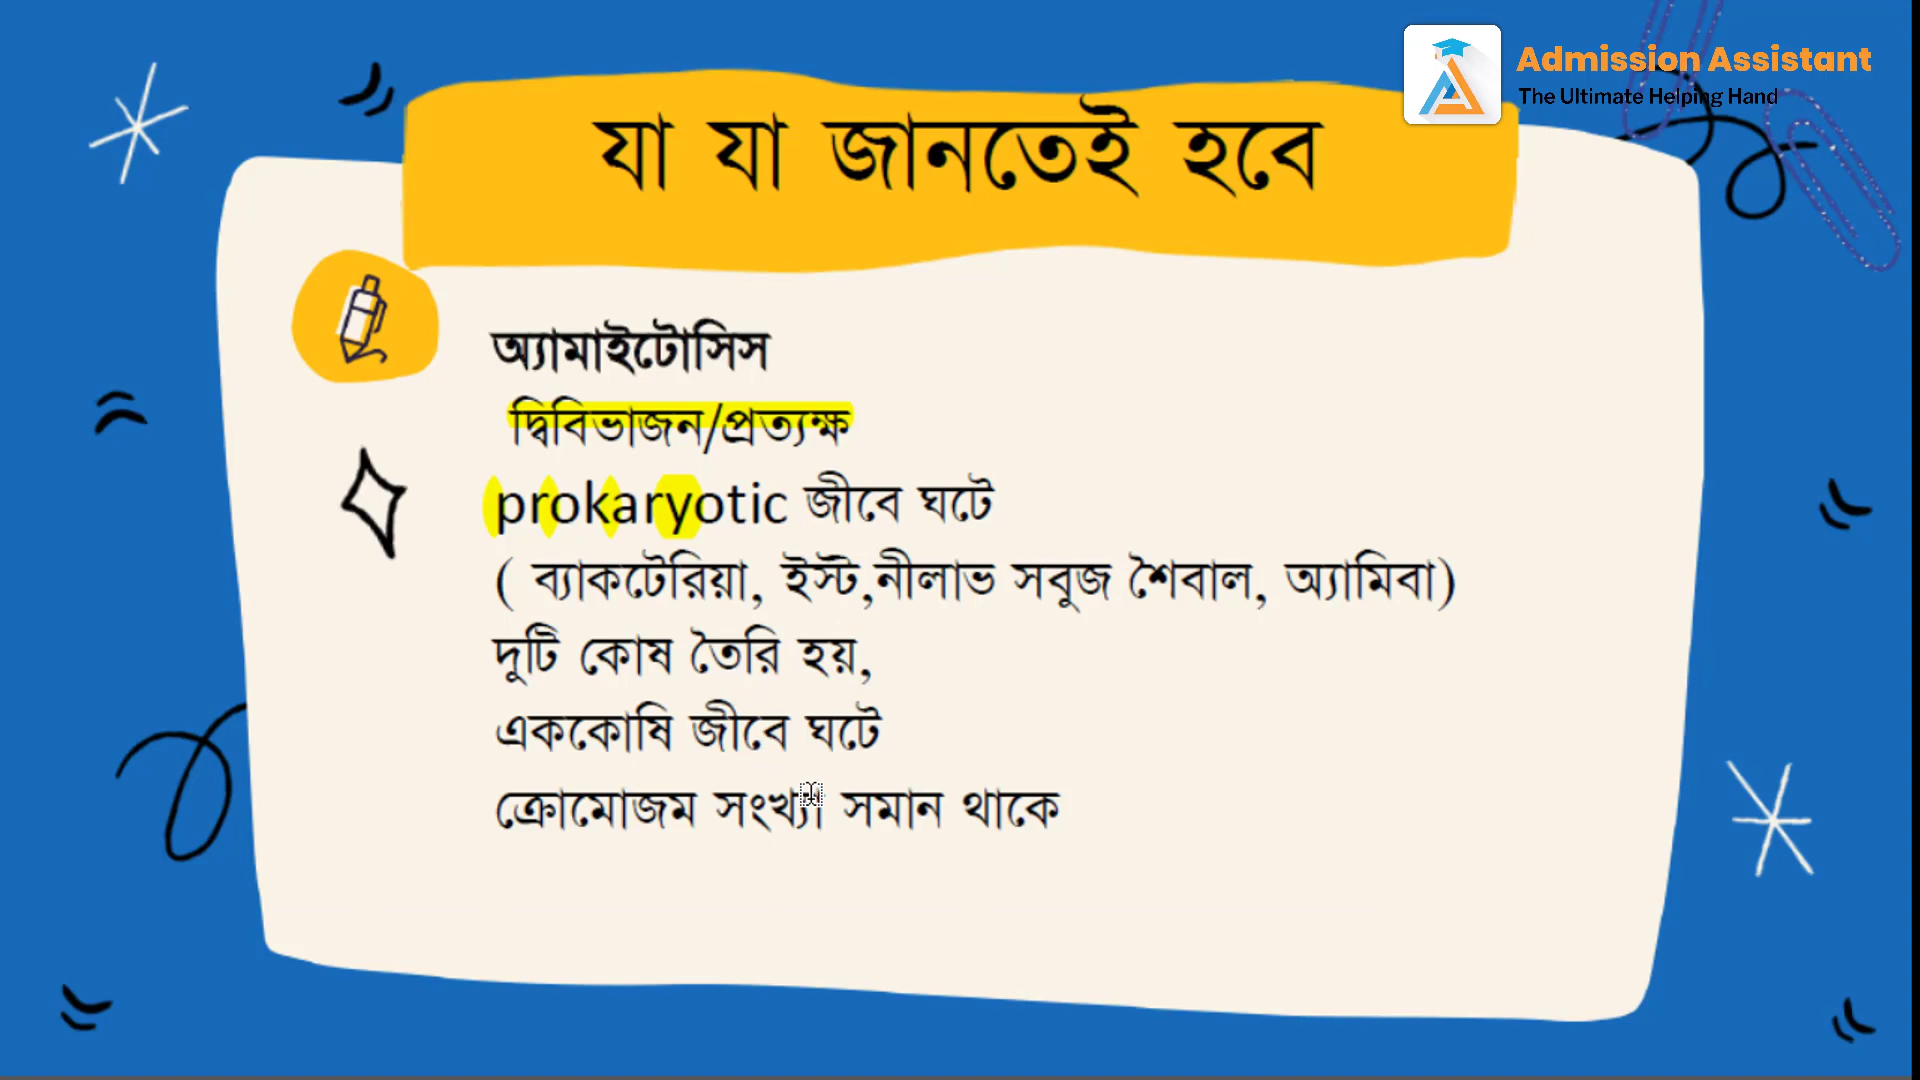 Admission Assistant
The Ultimate Helping Hand
যা যা জানতেই হবে
অ্যামাইটোসিস
দ্বিবিভাজন/প্রত্যক্ষ
prokaryotic জীবে ঘটে
( ব্যাকটেরিয়া, ইস্ট,নীলাভ সবুজ শৈবাল, অ্যামিবা)
দুটি কোষ তৈরি হয়,
এককোষি জীবে ঘটে
ক্রোমোজম সংখ্যা সমান থাকে